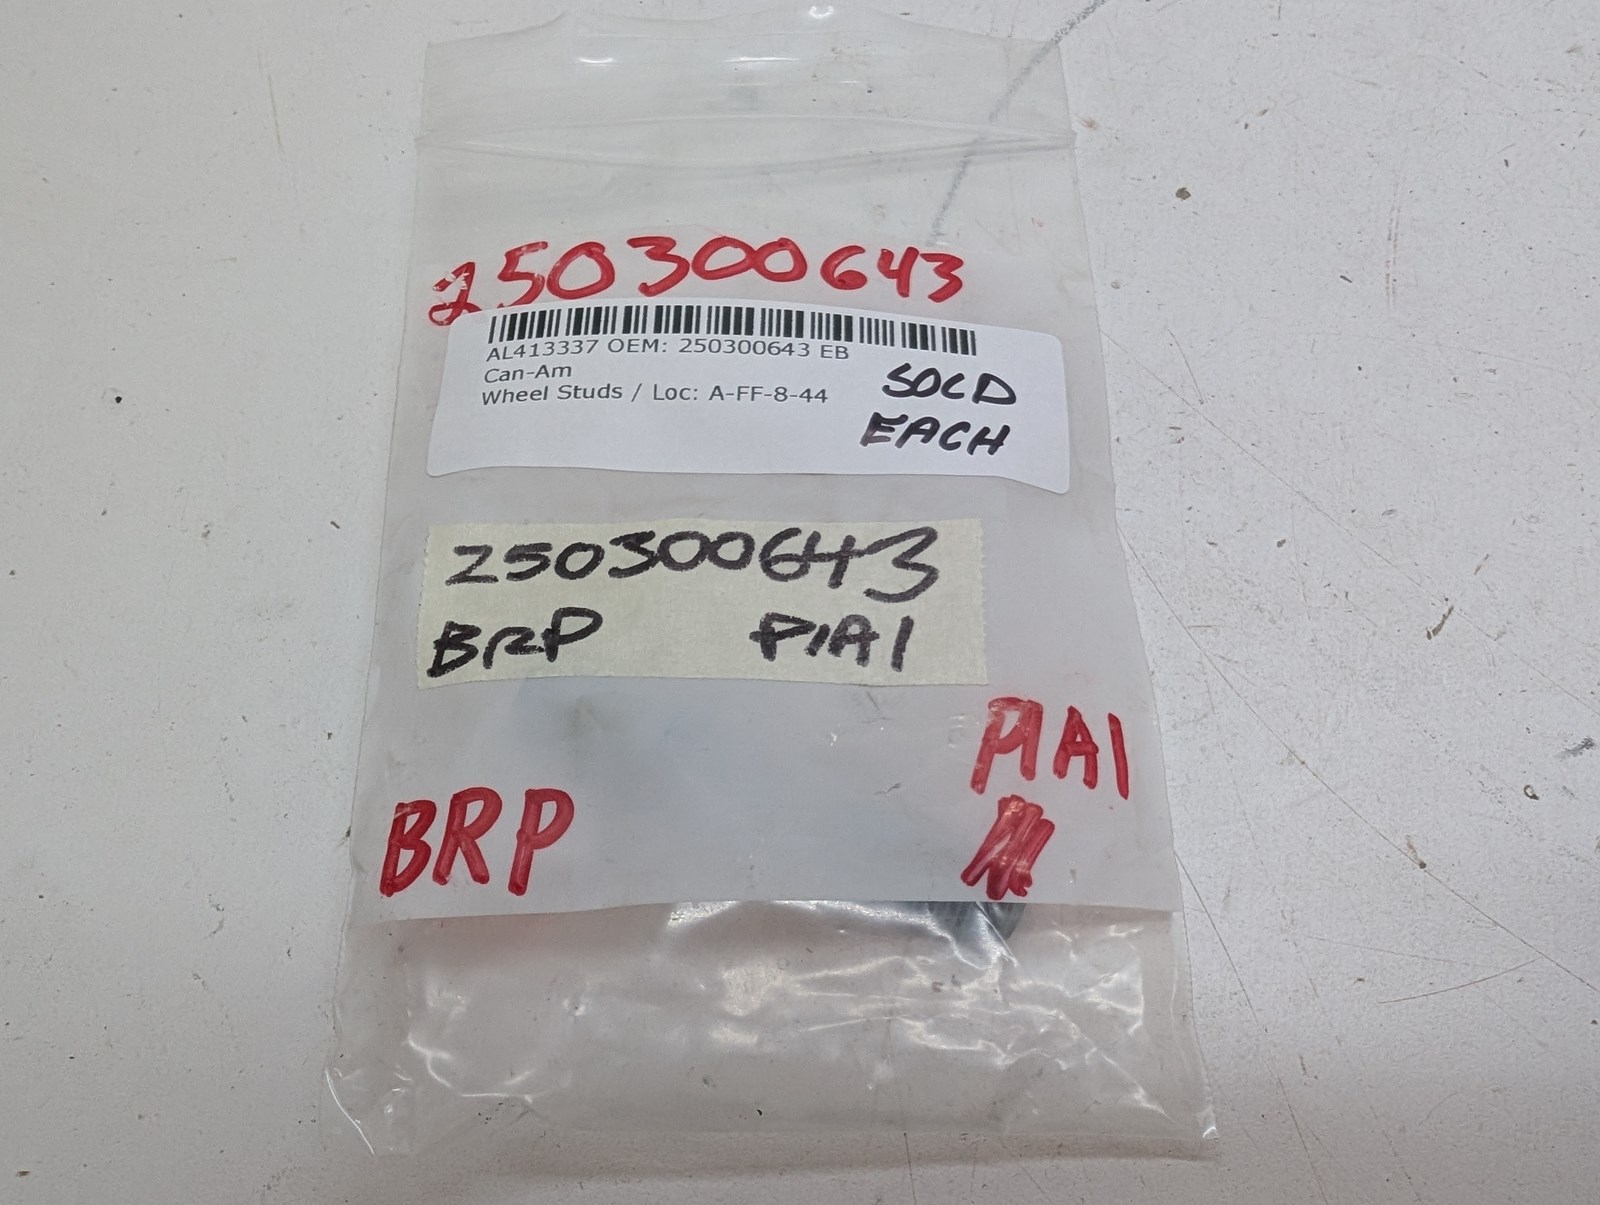 250300643
AL413337 OEM: 250300643 EB
Can-Am
Wheel Studs / Loc: A-FF-8-44
SOLD
EACH
250300643
BRP P1A1
P1A1
BRP